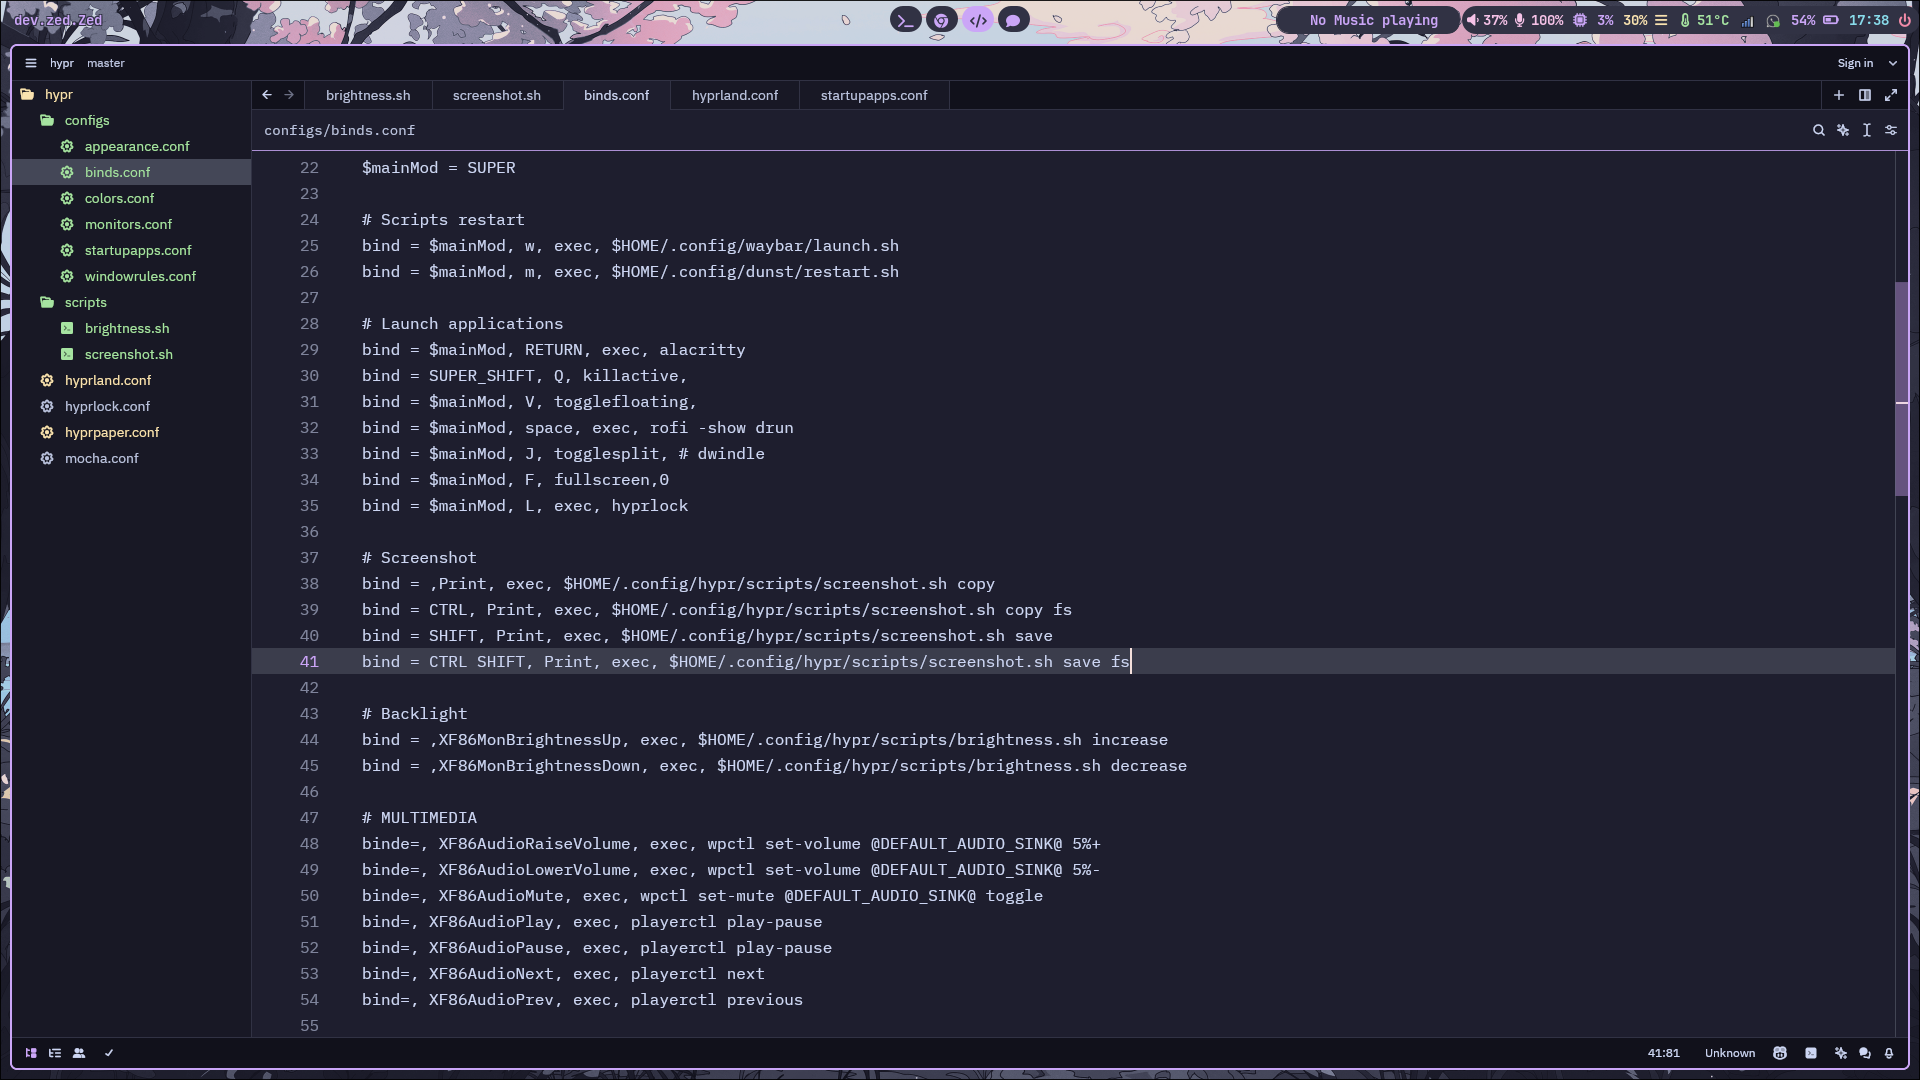 dev.zed.Zed
No Music playing
37% 100% 3% 30% 51°C 54% 17:38
hypr master
Sign in
hypr
configs
appearance.conf
binds.conf
colors.conf
monitors.conf
startupapps.conf
windowrules.conf
scripts
brightness.sh
screenshot.sh
hyprland.conf
hyprlock.conf
hyprpaper.conf
mocha.conf
brightness.sh screenshot.sh binds.conf hyprland.conf startupapps.conf
configs/binds.conf
22 $mainMod = SUPER
23
24 # Scripts restart
25 bind = $mainMod, w, exec, $HOME/.config/waybar/launch.sh
26 bind = $mainMod, m, exec, $HOME/.config/dunst/restart.sh
27
28 # Launch applications
29 bind = $mainMod, RETURN, exec, alacritty
30 bind = SUPER_SHIFT, Q, killactive,
31 bind = $mainMod, V, togglefloating,
32 bind = $mainMod, space, exec, rofi -show drun
33 bind = $mainMod, J, togglesplit, # dwindle
34 bind = $mainMod, F, fullscreen,0
35 bind = $mainMod, L, exec, hyprlock
36
37 # Screenshot
38 bind = ,Print, exec, $HOME/.config/hypr/scripts/screenshot.sh copy
39 bind = CTRL, Print, exec, $HOME/.config/hypr/scripts/screenshot.sh copy fs
40 bind = SHIFT, Print, exec, $HOME/.config/hypr/scripts/screenshot.sh save
41 bind = CTRL SHIFT, Print, exec, $HOME/.config/hypr/scripts/screenshot.sh save fs
42
43 # Backlight
44 bind = ,XF86MonBrightnessUp, exec, $HOME/.config/hypr/scripts/brightness.sh increase
45 bind = ,XF86MonBrightnessDown, exec, $HOME/.config/hypr/scripts/brightness.sh decrease
46
47 # MULTIMEDIA
48 binde=, XF86AudioRaiseVolume, exec, wpctl set-volume @DEFAULT_AUDIO_SINK@ 5%+
49 binde=, XF86AudioLowerVolume, exec, wpctl set-volume @DEFAULT_AUDIO_SINK@ 5%-
50 binde=, XF86AudioMute, exec, wpctl set-mute @DEFAULT_AUDIO_SINK@ toggle
51 bind=, XF86AudioPlay, exec, playerctl play-pause
52 bind=, XF86AudioPause, exec, playerctl play-pause
53 bind=, XF86AudioNext, exec, playerctl next
54 bind=, XF86AudioPrev, exec, playerctl previous
55
41:81 Unknown